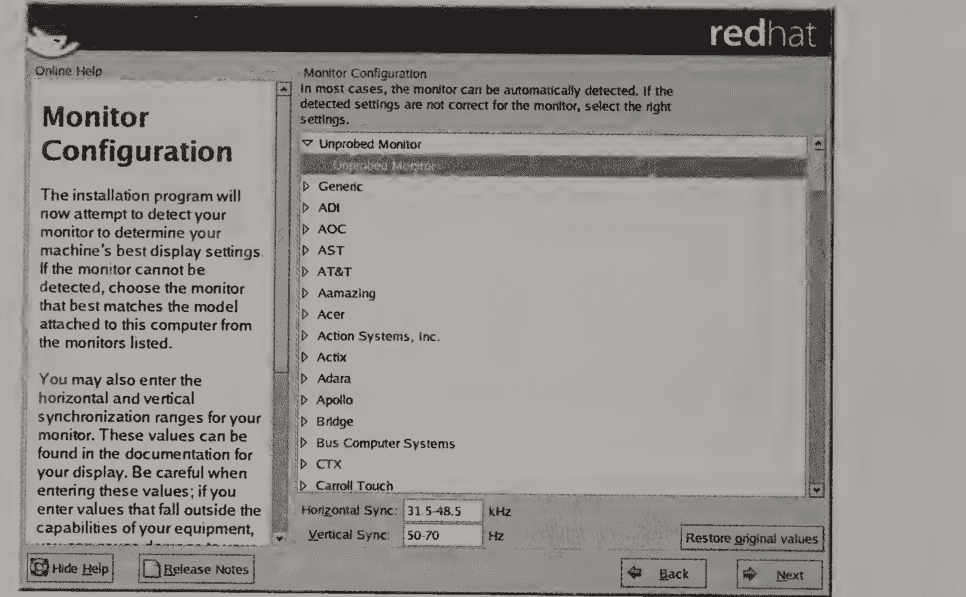 redhat
Online Help
Monitor
Configuration
The installation program will
now attempt to detect your
monitor to determine your
machine's best display settings.
If the monitor cannot be
detected, choose the monitor
that best matches the model
attached to this computer from
the monitors listed.
You may also enter the
horizontal and vertical
synchronization ranges for your
monitor. These values can be
found in the documentation for
your display. Be careful when
entering these values; if you
enter values that fall outside the
capabilities of your equipment,
Monitor Configuration
In most cases, the monitor can be automatically detected. If the
detected settings are not correct for the monitor, select the right
settings.
Unprobed Monitor
Unprobed Monitor
Generic
ADI
AOC
AST
AT&T
Aamazing
Acer
Action Systems, Inc.
Actix
Adara
Apollo
Bridge
Bus Computer Systems
CTX
Carroll Touch
Horizontal Sync: 31.5-48.5 kHz
Vertical Sync: 50-70 Hz
Restore original values
Hide Help
Release Notes
Back
Next